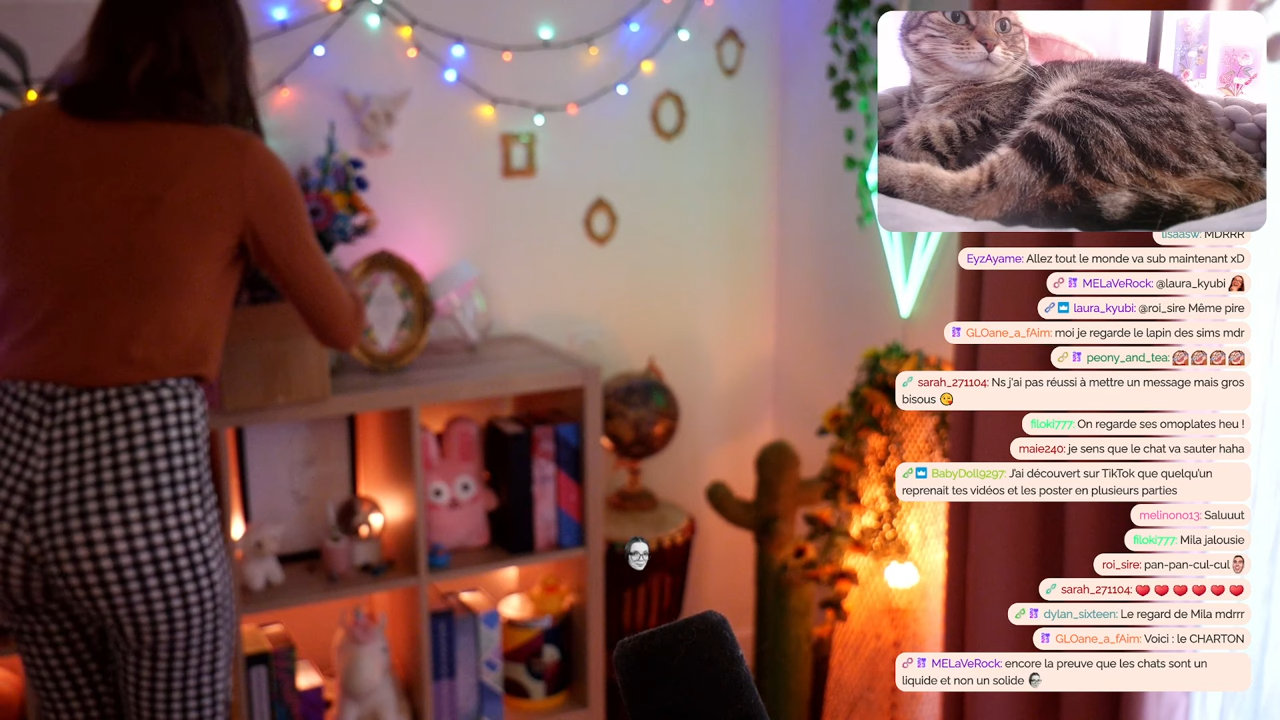 lisaasw: MDRRR
EyzAyame: Allez tout le monde va sub maintenant xD
MELaVeRock: @laura_kyubi
laura_kyubi: @roi_sire Même pire
GLOane_a_fAim: moi je regarde le lapin des sims mdr
peony_and_tea:
sarah_271104: Ns j'ai pas réussi à mettre un message mais gros
bisous 😘
filoki777: On regarde ses omoplates heu !
maie240: je sens que le chat va sauter haha
BabyDoll9297: J'ai découvert sur TikTok que quelqu'un
reprenait tes vidéos et les poster en plusieurs parties
melinono13: Saluuut
filoki777: Mila jalousie
roi_sire: pan-pan-cul-cul
sarah_271104: ❤️ ❤️ ❤️ ❤️ ❤️ ❤️
dylan_sixteen: Le regard de Mila mdrrr
GLOane_a_fAim: Voici : le CHARTON
MELaVeRock: encore la preuve que les chats sont un
liquide et non un solide